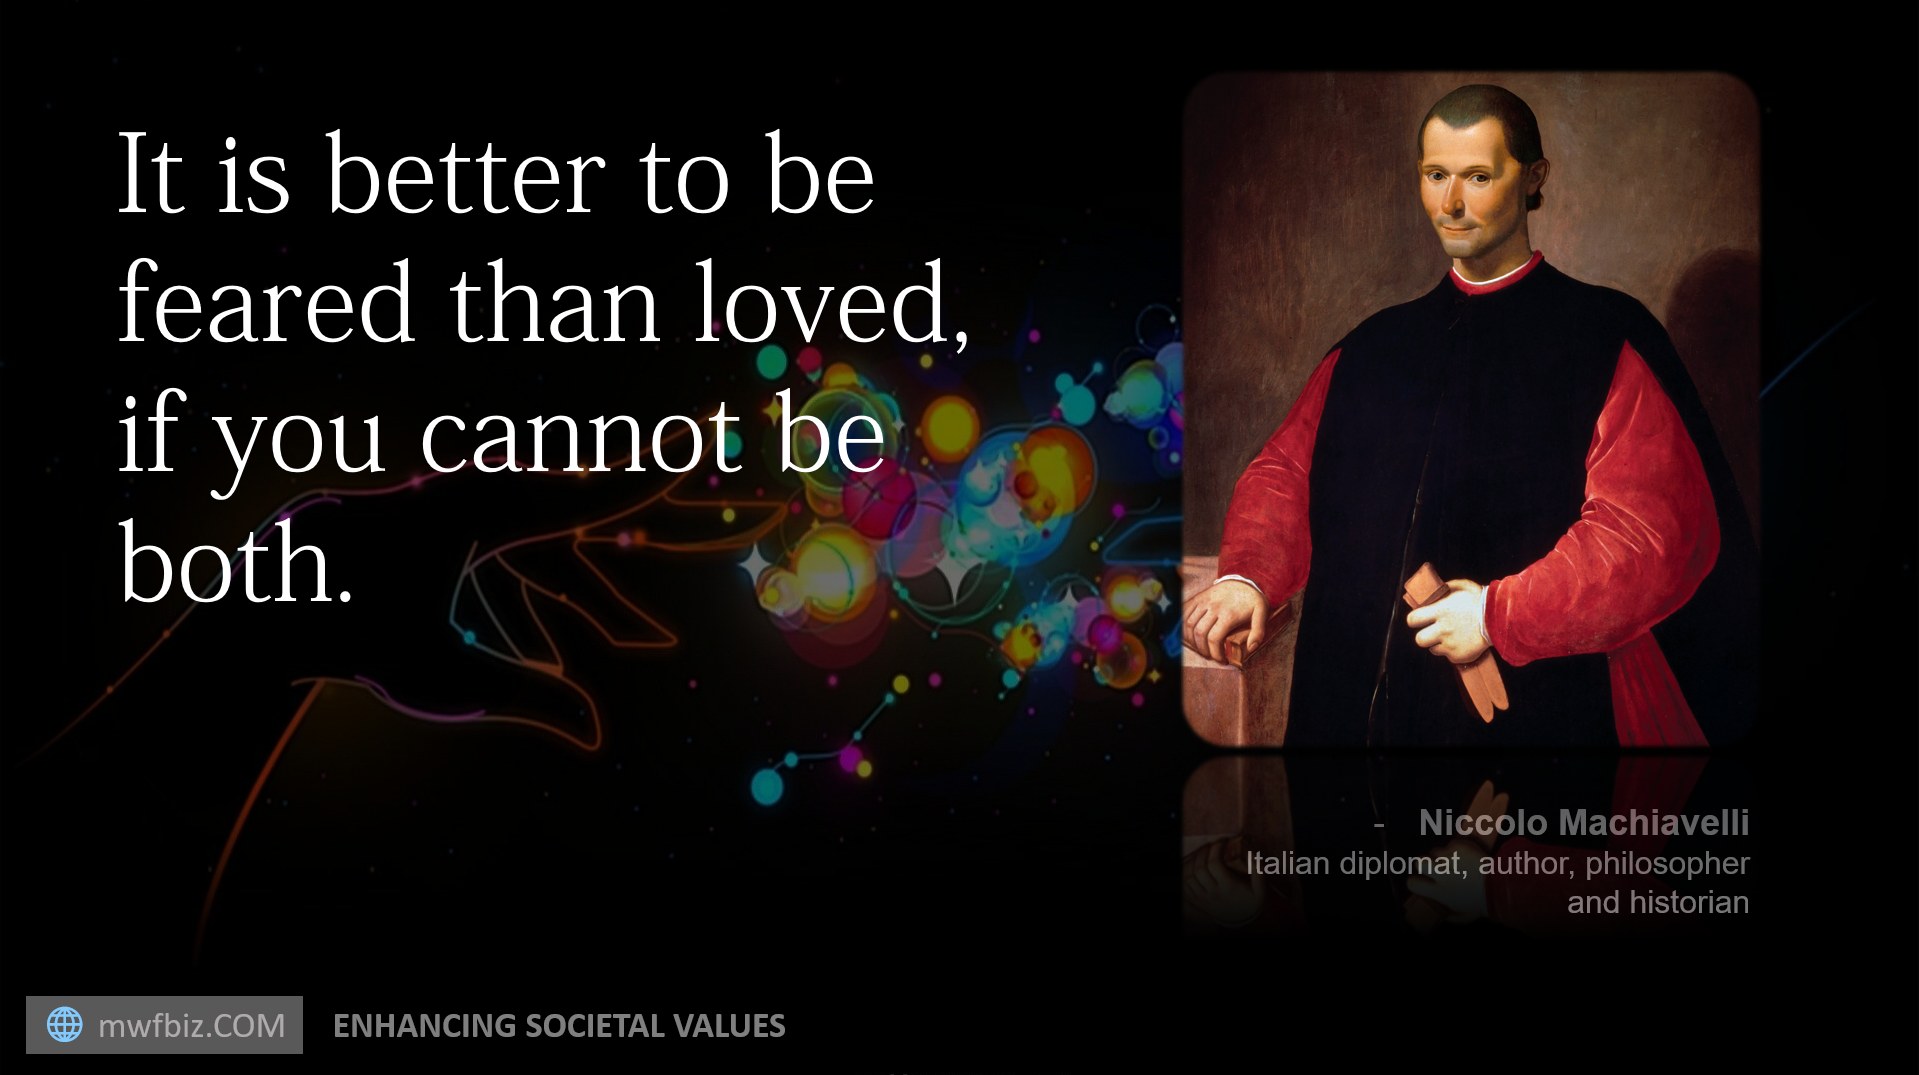 It is better to be
feared than loved,
if you cannot be
both.
- Niccolo Machiavelli
Italian diplomat, author, philosopher
and historian
mwfbiz.COM
ENHANCING SOCIETAL VALUES